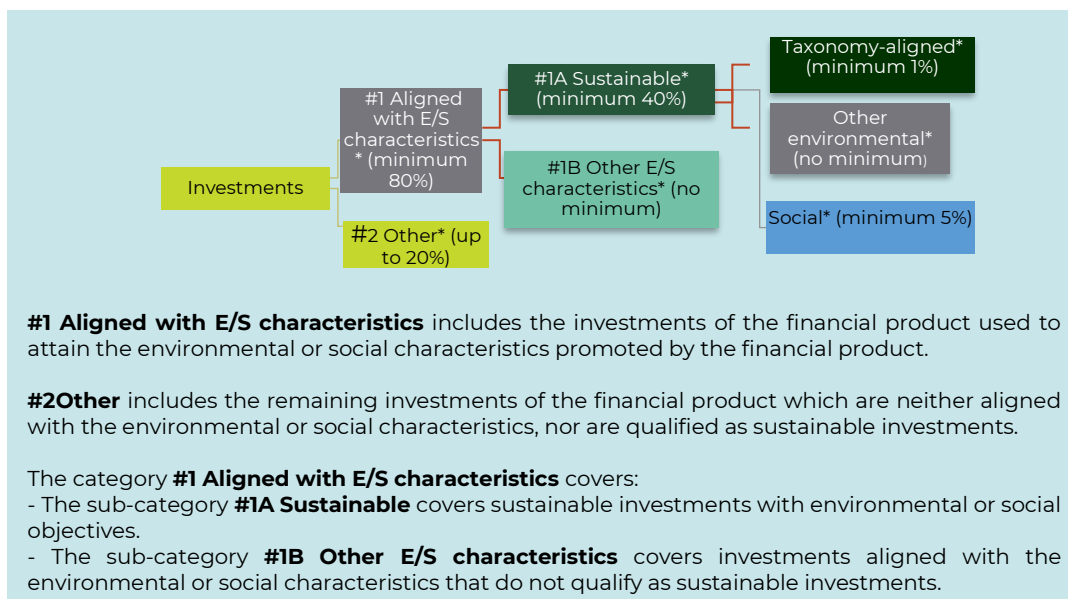 Investments
#1 Aligned
with E/S
characteristics
* (minimum
80%)
#2 Other* (up
to 20%)
#1A Sustainable*
(minimum 40%)
#1B Other E/S
characteristics* (no
minimum)
Taxonomy-aligned*
(minimum 1%)
Other
environmental*
(no minimum)
Social* (minimum 5%)
#1 Aligned with E/S characteristics includes the investments of the financial product used to
attain the environmental or social characteristics promoted by the financial product.
#2Other includes the remaining investments of the financial product which are neither aligned
with the environmental or social characteristics, nor are qualified as sustainable investments.
The category #1 Aligned with E/S characteristics covers:
- The sub-category #1A Sustainable covers sustainable investments with environmental or social
objectives.
- The sub-category #1B Other E/S characteristics covers investments aligned with the
environmental or social characteristics that do not qualify as sustainable investments.